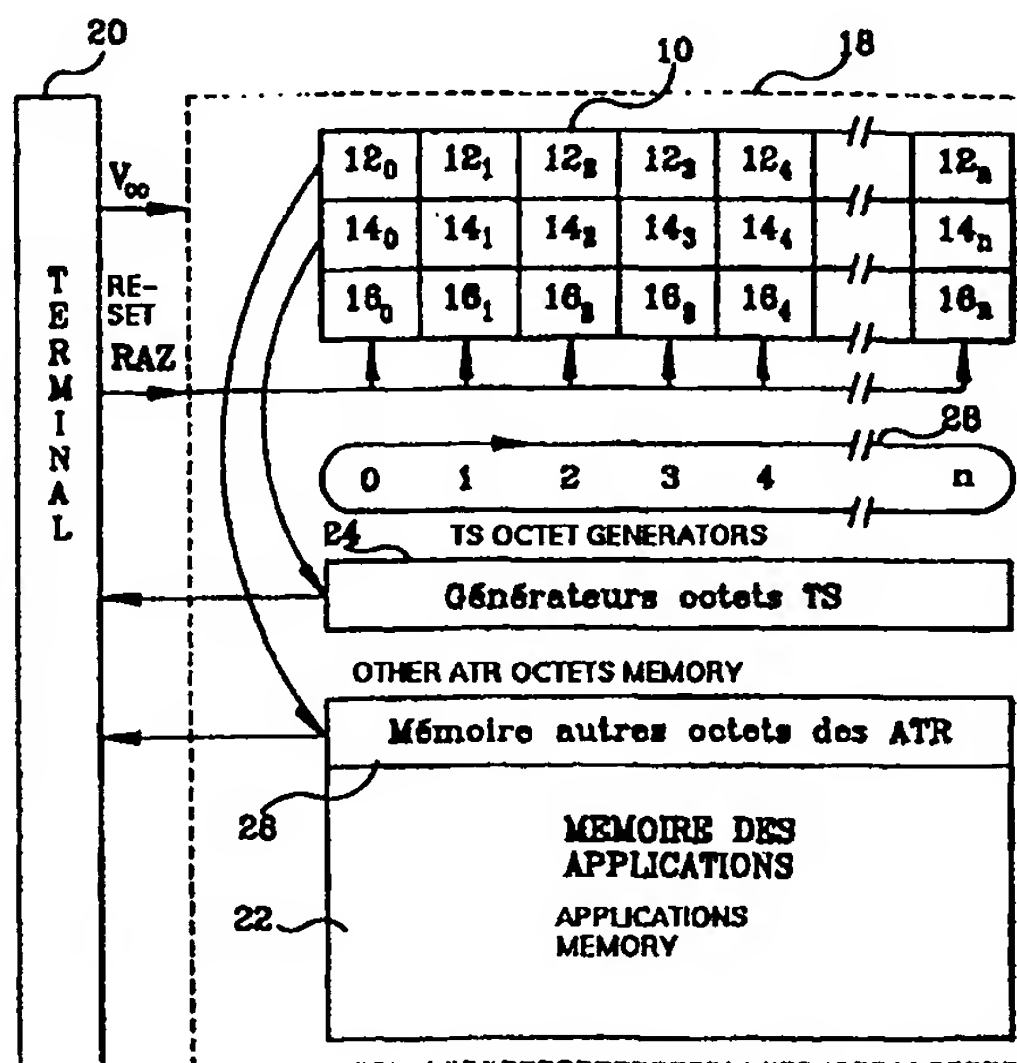 20
10
18
12₀ 12₁ 12₂ 12₃ 12₄ 12ₙ
14₀ 14₁ 14₂ 14₃ 14₄ 14ₙ
16₀ 16₁ 16₂ 16₃ 16₄ 16ₙ
V
RE-
SET
RAZ
TERMINAL
28
0 1 2 3 4 n
TS OCTET GENERATORS
24
Générateurs octets TS
OTHER ATR OCTETS MEMORY
Mémoire autres octets des ATR
MEMOIRE DES
APPLICATIONS
22
APPLICATIONS
MEMORY